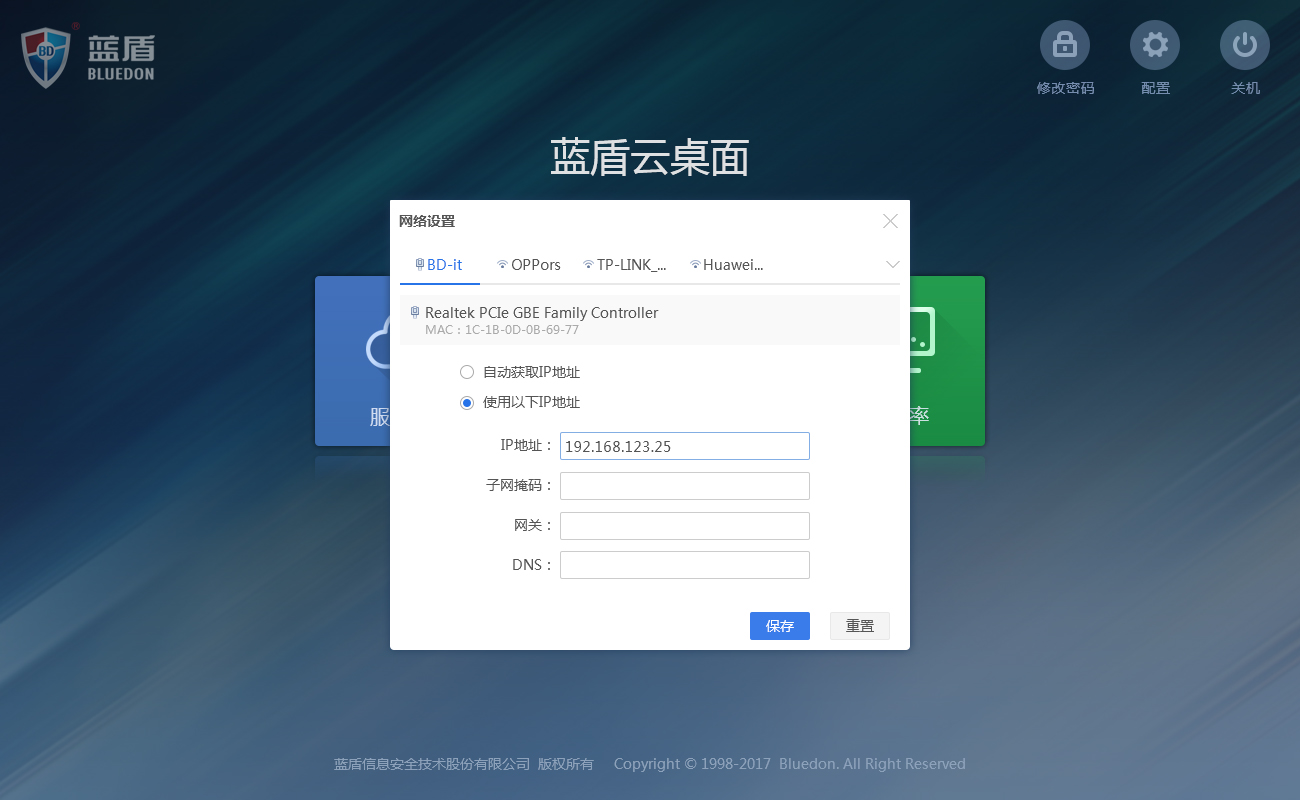 BD
®
蓝盾
BLUEDON
修改密码
配置
关机
蓝盾云桌面
网络设置
BD-it
OPPors
TP-LINK_...
Huawei...
Realtek PCIe GBE Family Controller
MAC：1C-1B-0D-0B-69-77
自动获取IP地址
使用以下IP地址
IP地址：
192.168.123.25
子网掩码：
网关：
DNS：
保存
重置
服
率
蓝盾信息安全技术股份有限公司 版权所有 Copyright © 1998-2017 Bluedon. All Right Reserved